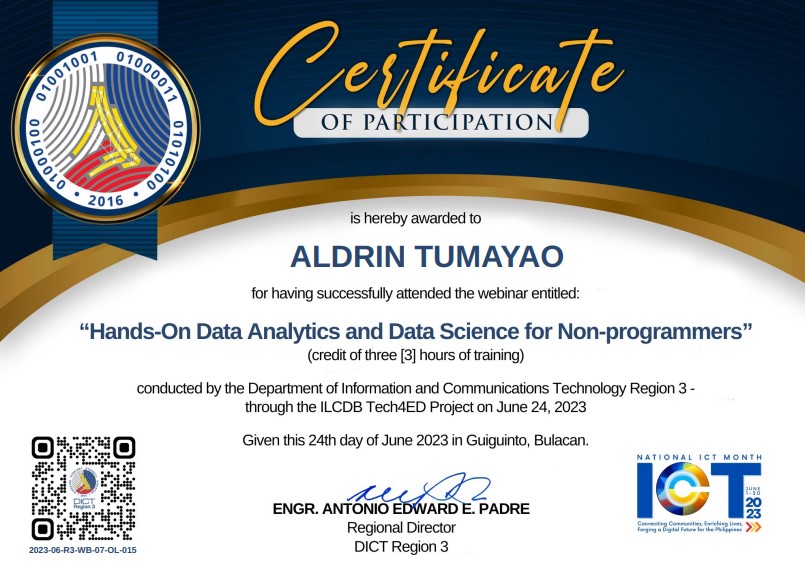 Certificate
OF PARTICIPATION
01001001 01000011 01010100 01000100
• 2016 •
is hereby awarded to
ALDRIN TUMAYAO
for having successfully attended the webinar entitled:
“Hands-On Data Analytics and Data Science for Non-programmers”
(credit of three [3] hours of training)
conducted by the Department of Information and Communications Technology Region 3 -
through the ILCDB Tech4ED Project on June 24, 2023
Given this 24th day of June 2023 in Guiguinto, Bulacan.
ENGR. ANTONIO EDWARD E. PADRE
Regional Director
DICT Region 3
DICT
Region 3
2023-06-R3-WB-07-OL-015
NATIONAL ICT MONTH
ICT
JUNE
1-30
20
23
Connecting Communities, Enriching Lives,
Forging a Digital Future for the Philippines